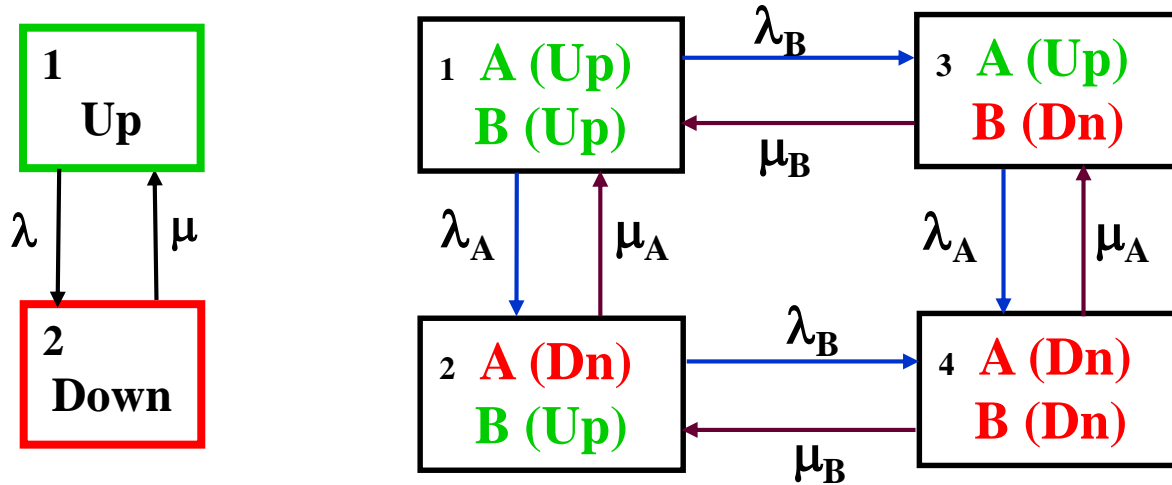 1
Up
λ
μ
2
Down
1 A (Up)
B (Up)
λB
μB
3 A (Up)
B (Dn)
λA
μA
λA
μA
2 A (Dn)
B (Up)
λB
μB
4 A (Dn)
B (Dn)